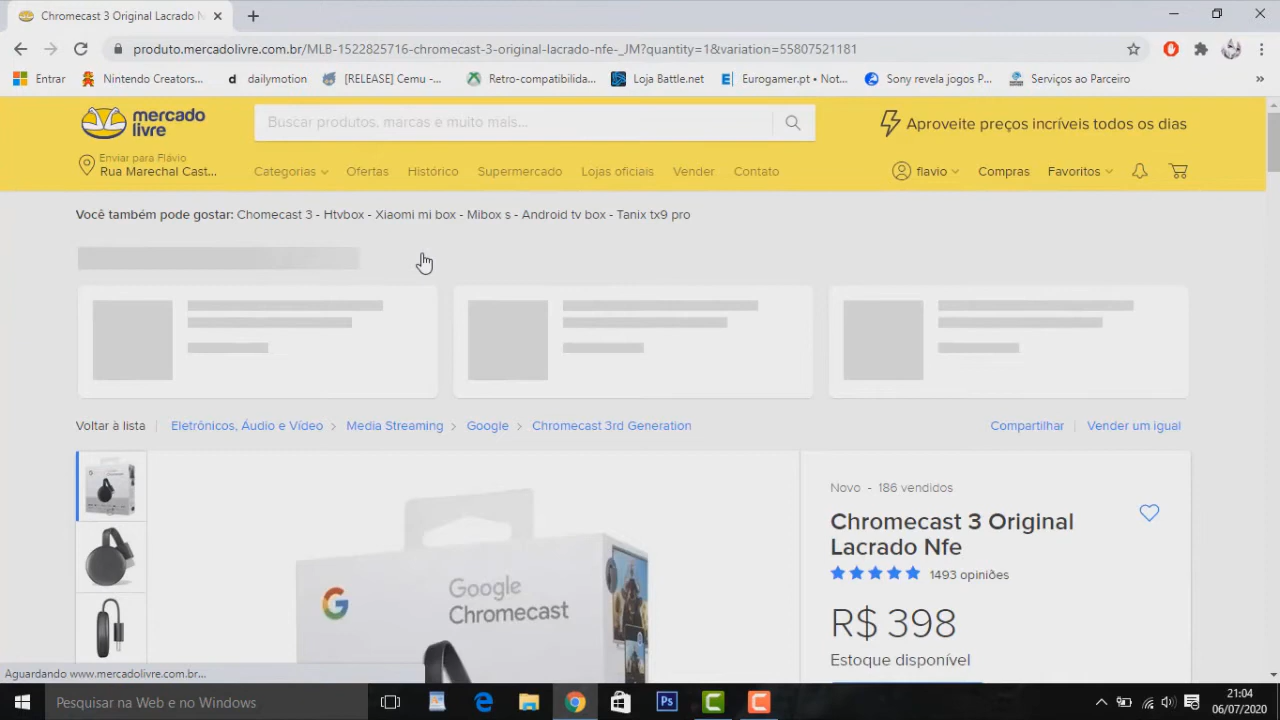 Chromecast 3 Original Lacrado N
produto.mercadolivre.com.br/MLB-1522825716-chromecast-3-original-lacrado-nfe-_JM?quantity=1&variation=55807521181
Entrar Nintendo Creators... d dailymotion [RELEASE] Cemu -... Retro-compatibilida... Loja Battle.net Eurogamer.pt • Not... Sony revela jogos P... Serviços ao Parceiro »
mercado
livre
Buscar produtos, marcas e muito mais...
Aproveite preços incríveis todos os dias
Enviar para Flávio
Rua Marechal Cast...
Categorias Ofertas Histórico Supermercado Lojas oficiais Vender Contato
flavio Compras Favoritos
Você também pode gostar: Chomecast 3 - Htvbox - Xiaomi mi box - Mibox s - Android tv box - Tanix tx9 pro
Voltar à lista | Eletrônicos, Áudio e Vídeo > Media Streaming > Google > Chromecast 3rd Generation
Compartilhar | Vender um igual
Novo - 186 vendidos
Chromecast 3 Original
Lacrado Nfe
1493 opiniões
R$ 398
Estoque disponível
G
Google
Chromecast
Aguardando www.mercadolivre.com.br...
Pesquisar na Web e no Windows
Ps
21:04
06/07/2020